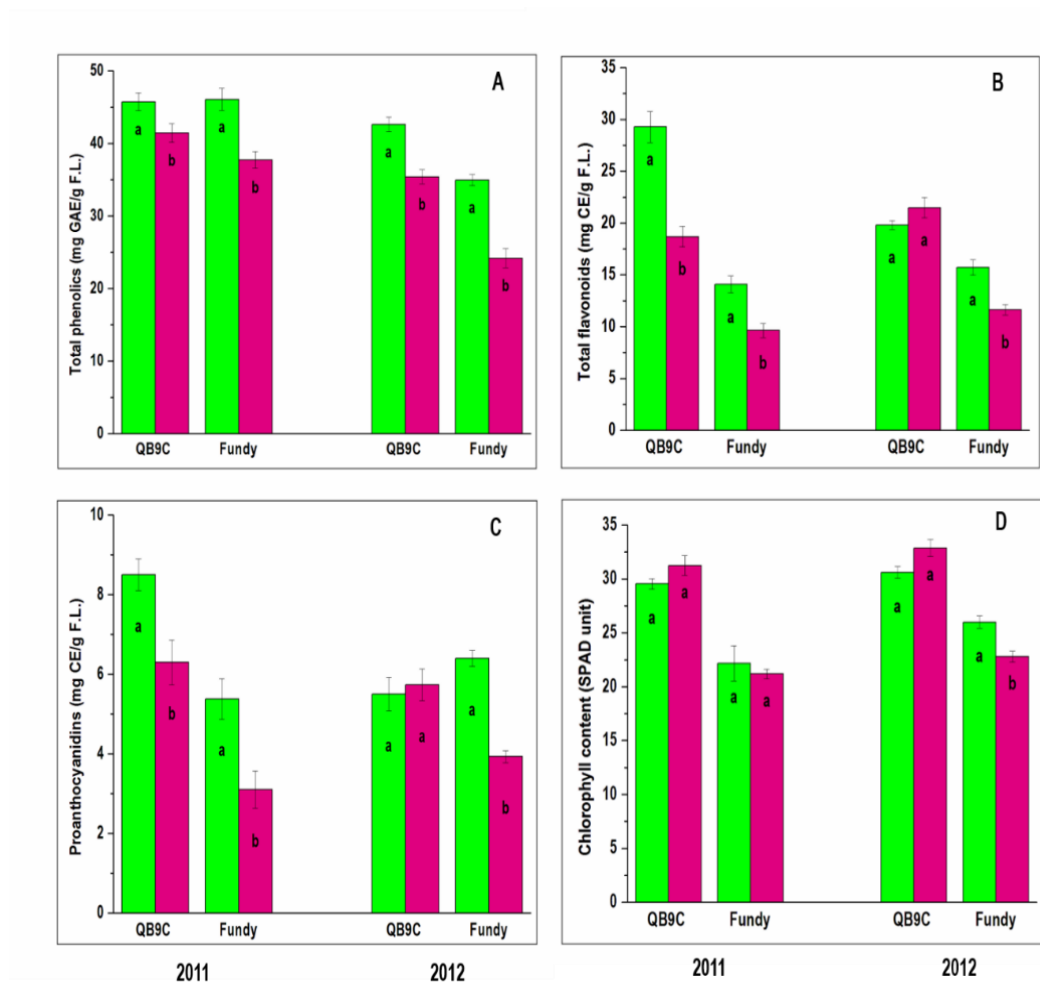 A
Total phenolics (mg GAE/g F.L.)
50
40
30
20
10
0
a
b
a
b
a
b
a
b
QB9C Fundy QB9C Fundy
B
Total flavonoids (mg CE/g F.L.)
35
30
25
20
15
10
5
0
a
b
a
b
a
a
a
b
QB9C Fundy QB9C Fundy
C
Proanthocyanidins (mg CE/g F.L.)
10
8
6
4
2
0
a
b
a
b
a
a
a
b
QB9C Fundy QB9C Fundy
2011 2012
D
Chlorophyll content (SPAD unit)
35
30
25
20
15
10
5
0
a
a
a
a
a
a
a
b
QB9C Fundy QB9C Fundy
2011 2012